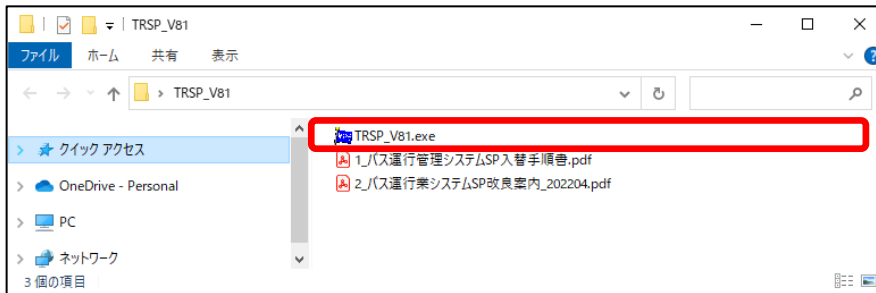 TRSP_V81
ファイル ホーム 共有 表示
TRSP_V81
TRSP_V81.exe
クイック アクセス
1_バス運行管理システムSP入替手順書.pdf
2_バス運行業システムSP改良案内_202204.pdf
OneDrive - Personal
PC
ネットワーク
3 個の項目